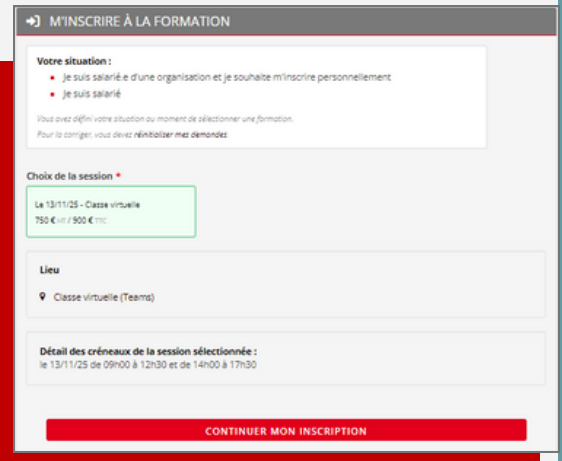 M'INSCRIRE À LA FORMATION
Votre situation :
Je suis salarié.e d'une organisation et je souhaite m'inscrire personnellement
Je suis salarié
Vous avez défini votre situation au moment de sélectionner une formation.
Pour la corriger, vous devez réinitialiser mes demandes.
Choix de la session *
Le 13/11/25 - Classe virtuelle
750 € HT / 900 € TTC
Lieu
Classe virtuelle (Teams)
Détail des créneaux de la session sélectionnée :
le 13/11/25 de 09h00 à 12h30 et de 14h00 à 17h30
CONTINUER MON INSCRIPTION